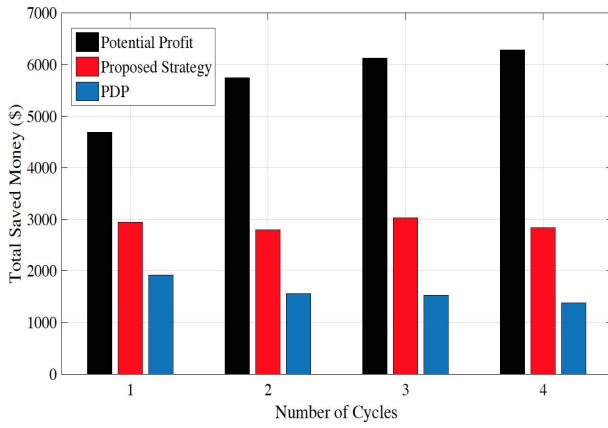 7000
6000
5000
4000
3000
2000
1000
0
Total Saved Money ($)
Potential Profit
Proposed Strategy
PDP
1 2 3 4
Number of Cycles